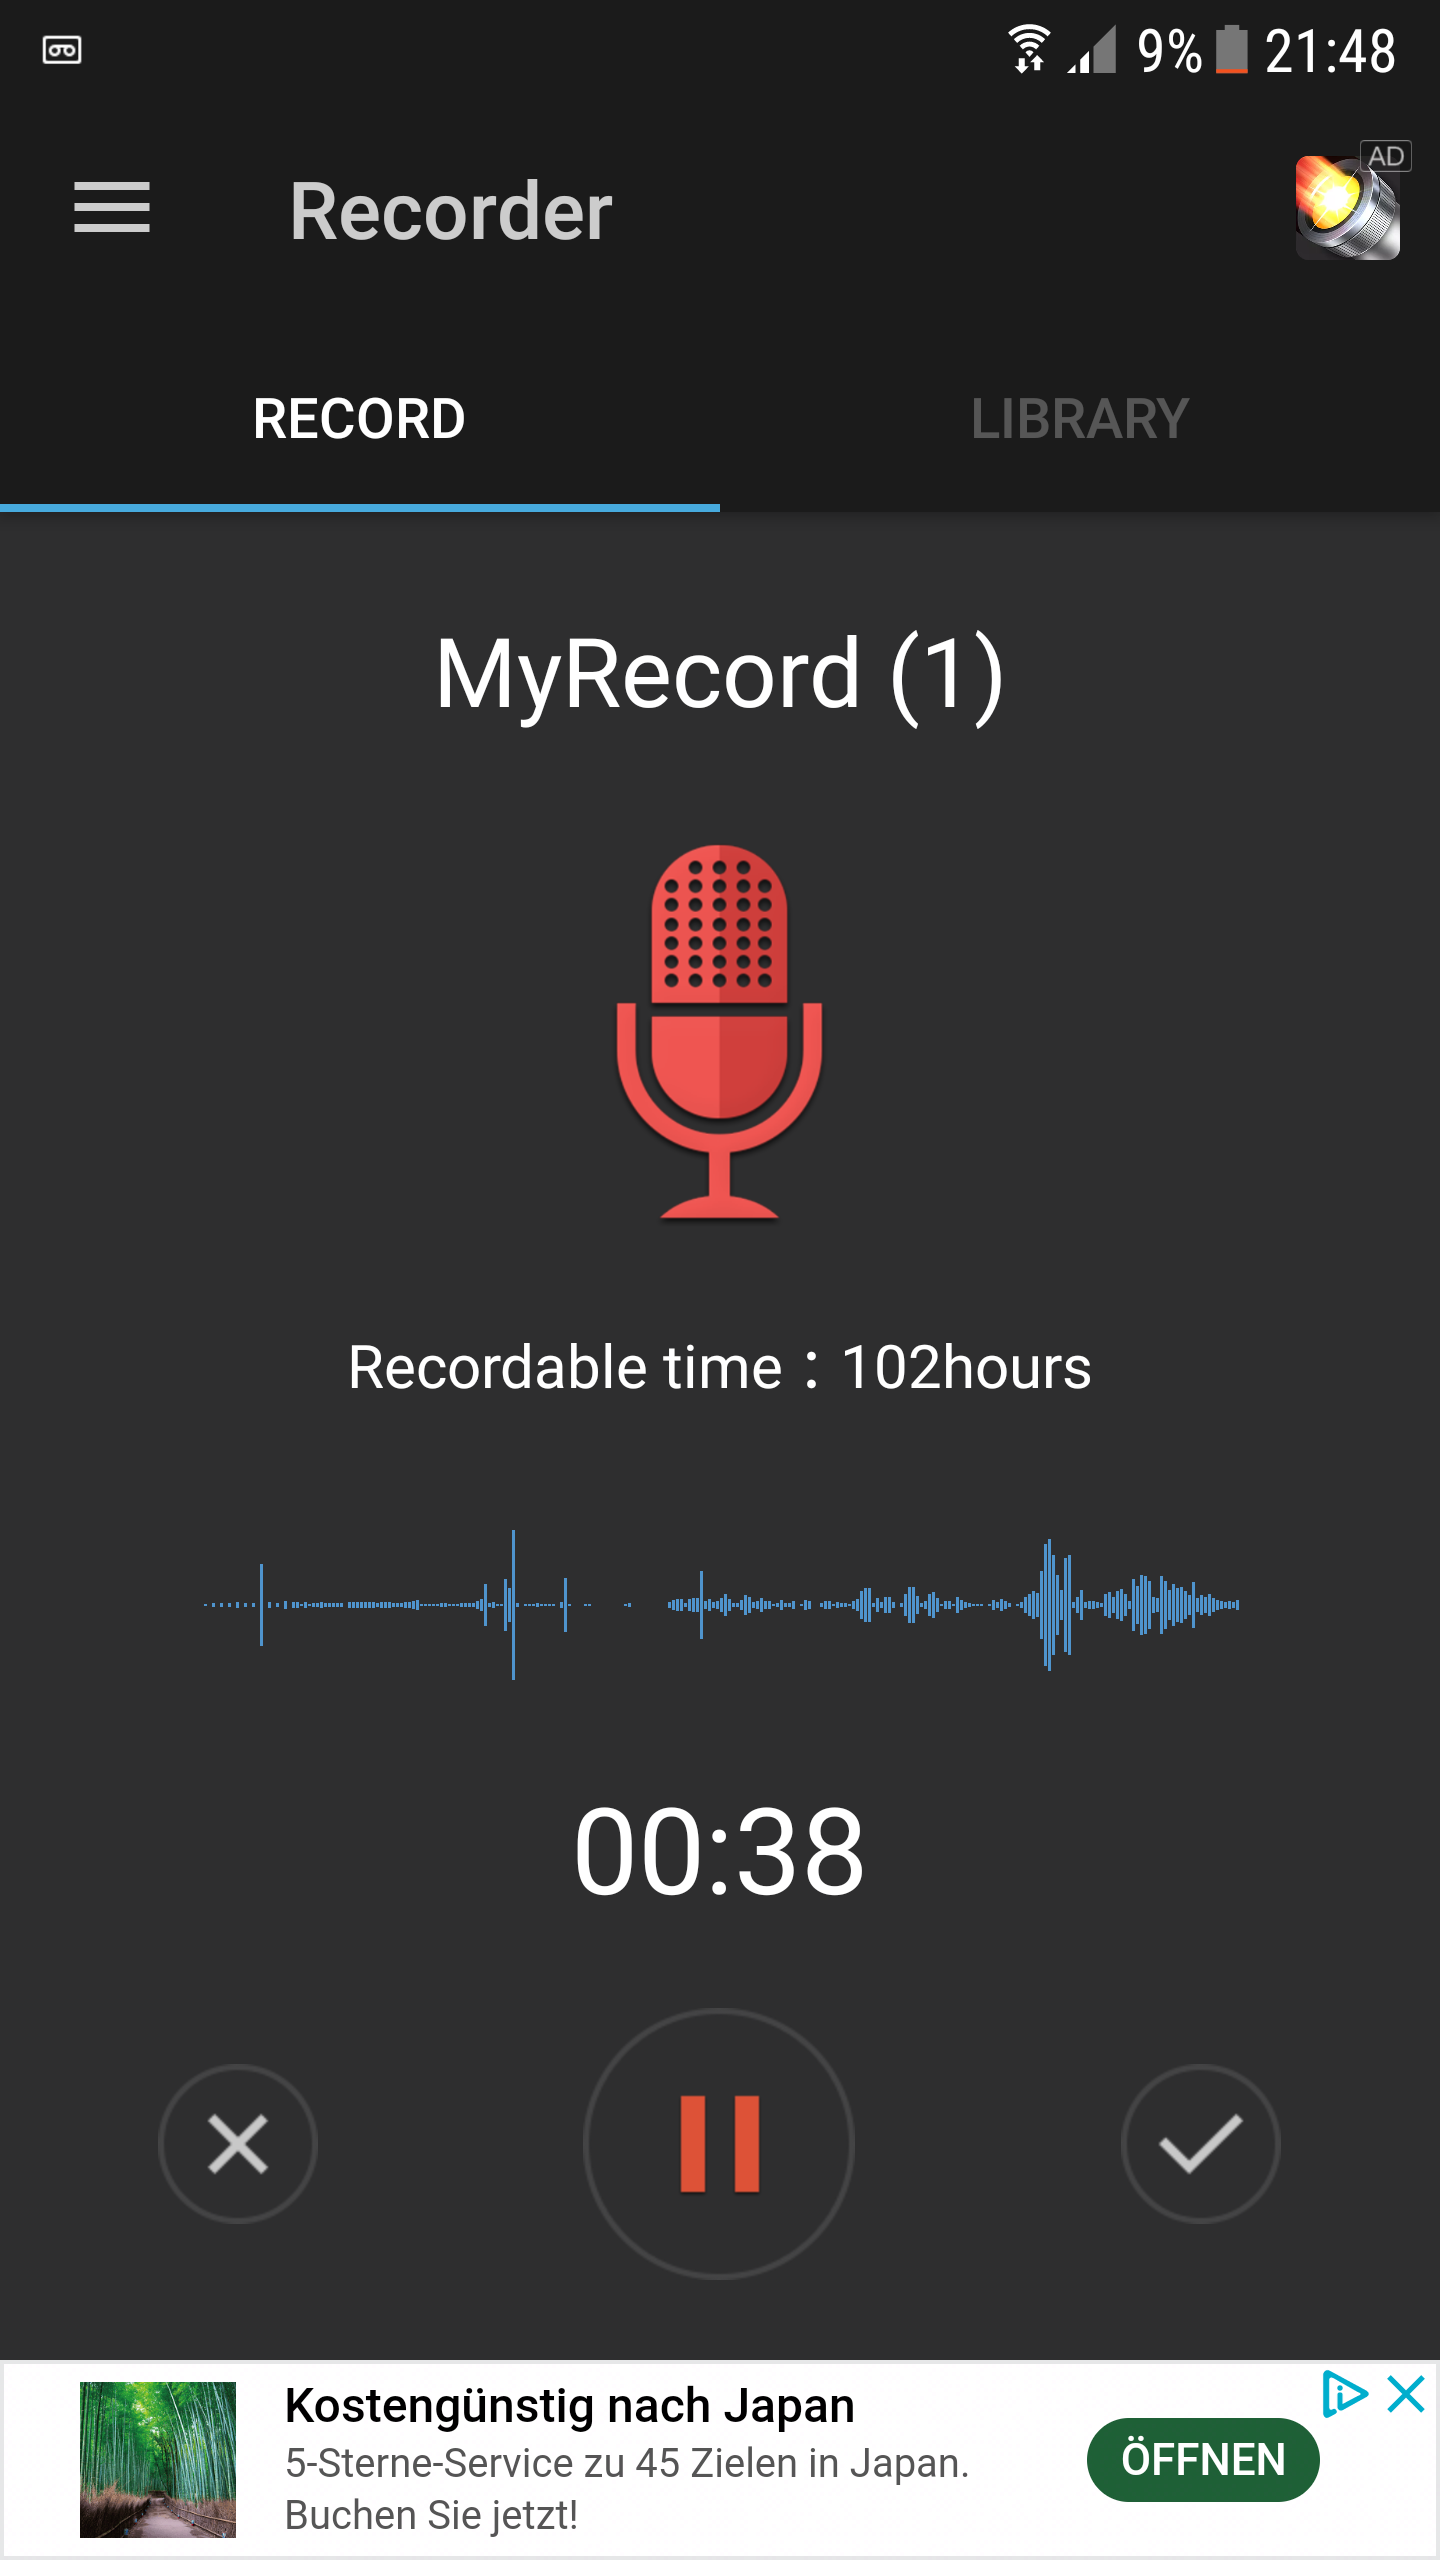 9% 21:48
AD
Recorder
RECORD LIBRARY
MyRecord (1)
Recordable time : 102hours
00:38
Kostengünstig nach Japan
5-Sterne-Service zu 45 Zielen in Japan.
Buchen Sie jetzt!
ÖFFNEN